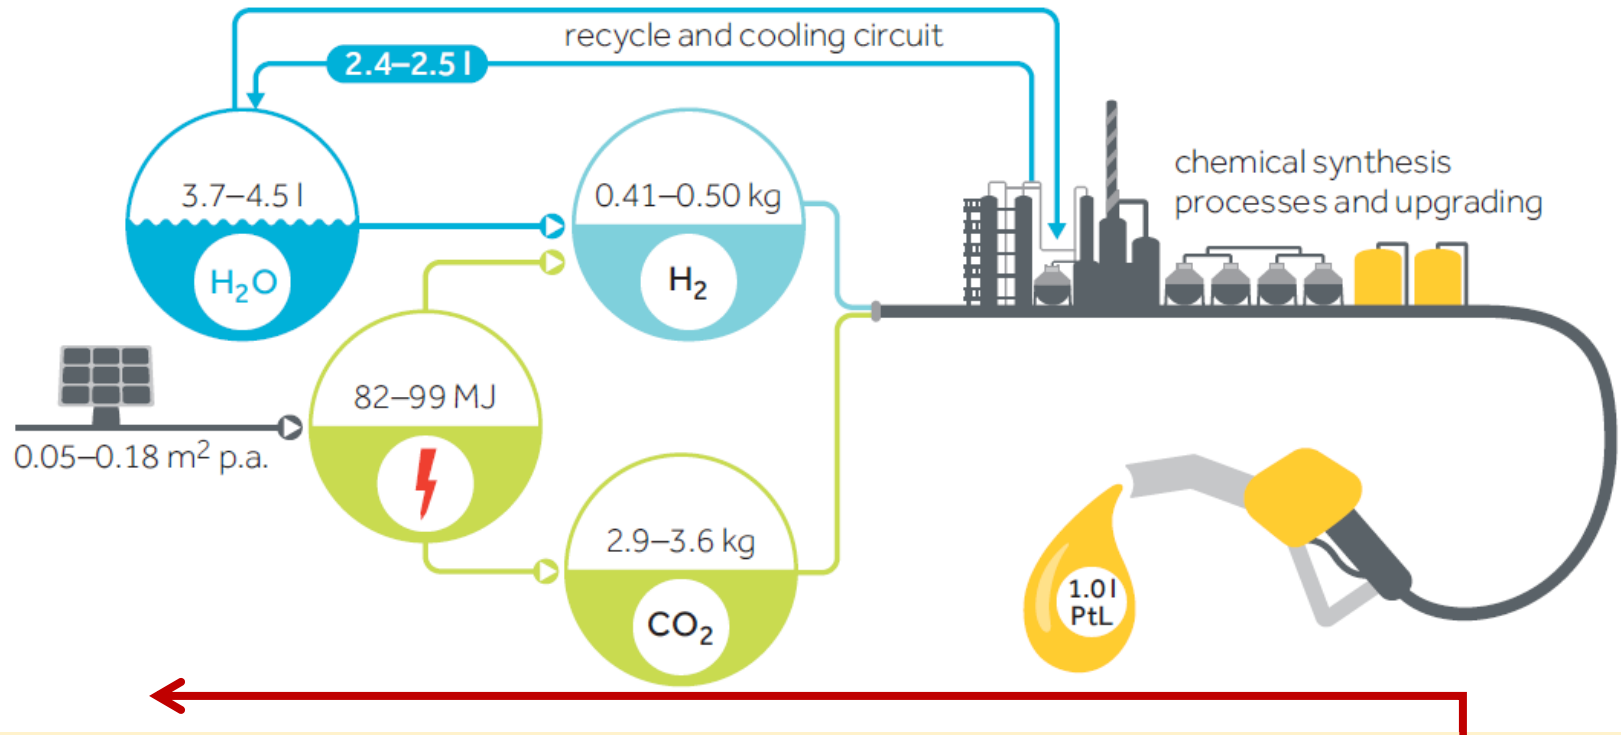 recycle and cooling circuit
2.4–2.5 l
3.7–4.5 l
H₂O
0.41–0.50 kg
H₂
chemical synthesis
processes and upgrading
82–99 MJ
0.05–0.18 m² p.a.
2.9–3.6 kg
CO₂
1.0 l
PtL